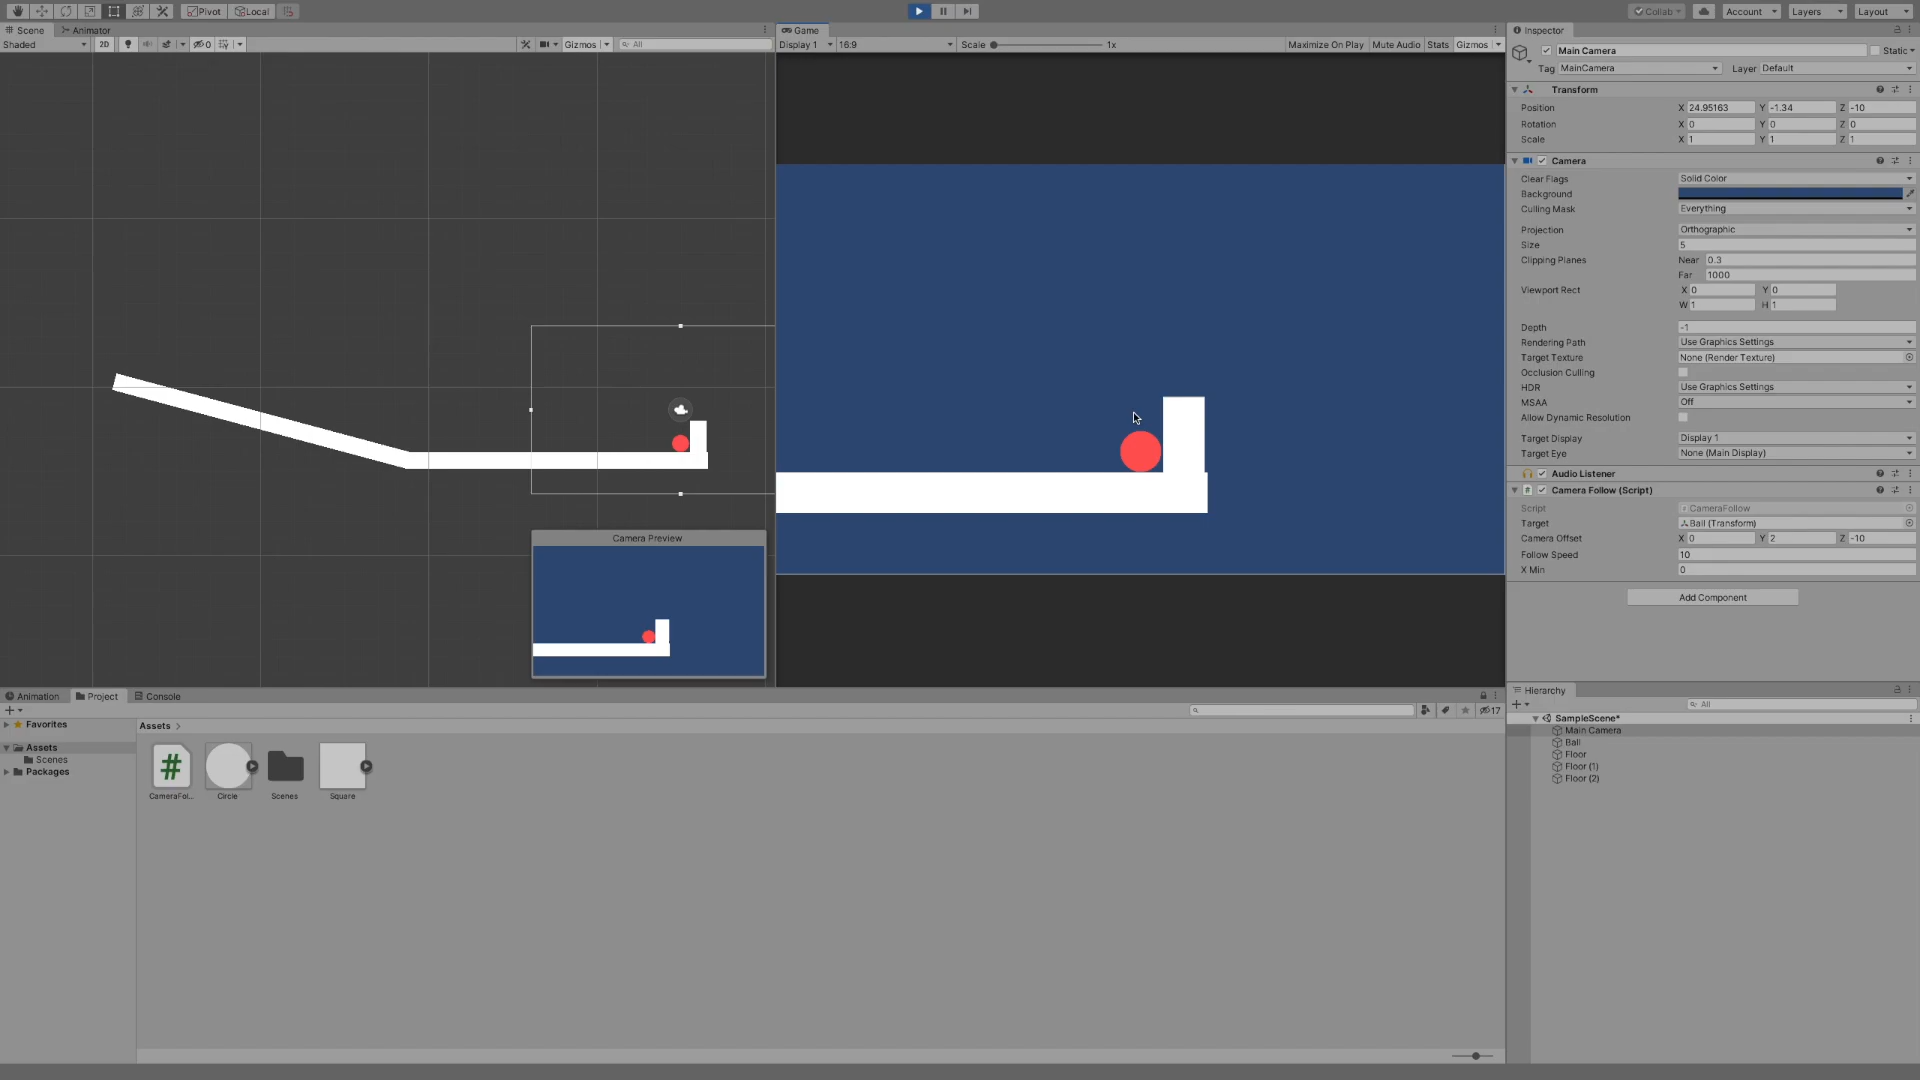 Pivot Local Collab Account Layers Layout
Scene Animator
Shaded 2D 0 Gizmos All
Game
Display 1 16:9 Scale 1x Maximize On Play Mute Audio Stats Gizmos
Inspector
Main Camera Static
Tag MainCamera Layer Default
Transform
Position X 24.95163 Y -1.34 Z -10
Rotation X 0 Y 0 Z 0
Scale X 1 Y 1 Z 1
Camera
Clear Flags Solid Color
Background
Culling Mask Everything
Projection Orthographic
Size 5
Clipping Planes Near 0.3
Far 1000
Viewport Rect X 0 Y 0
W 1 H 1
Depth -1
Rendering Path Use Graphics Settings
Target Texture None (Render Texture)
Occlusion Culling
HDR Use Graphics Settings
MSAA Off
Allow Dynamic Resolution
Target Display Display 1
Target Eye None (Main Display)
Audio Listener
# Camera Follow (Script)
Script CameraFollow
Target Ball (Transform)
Camera Offset X 0 Y 2 Z -10
Follow Speed 10
X Min 0
Add Component
Camera Preview
Animation Project Console
17
Favorites
Assets
Scenes
Packages
Assets >
#
CameraFol... Circle Scenes Square
Hierarchy
All
SampleScene*
Main Camera
Ball
Floor
Floor (1)
Floor (2)